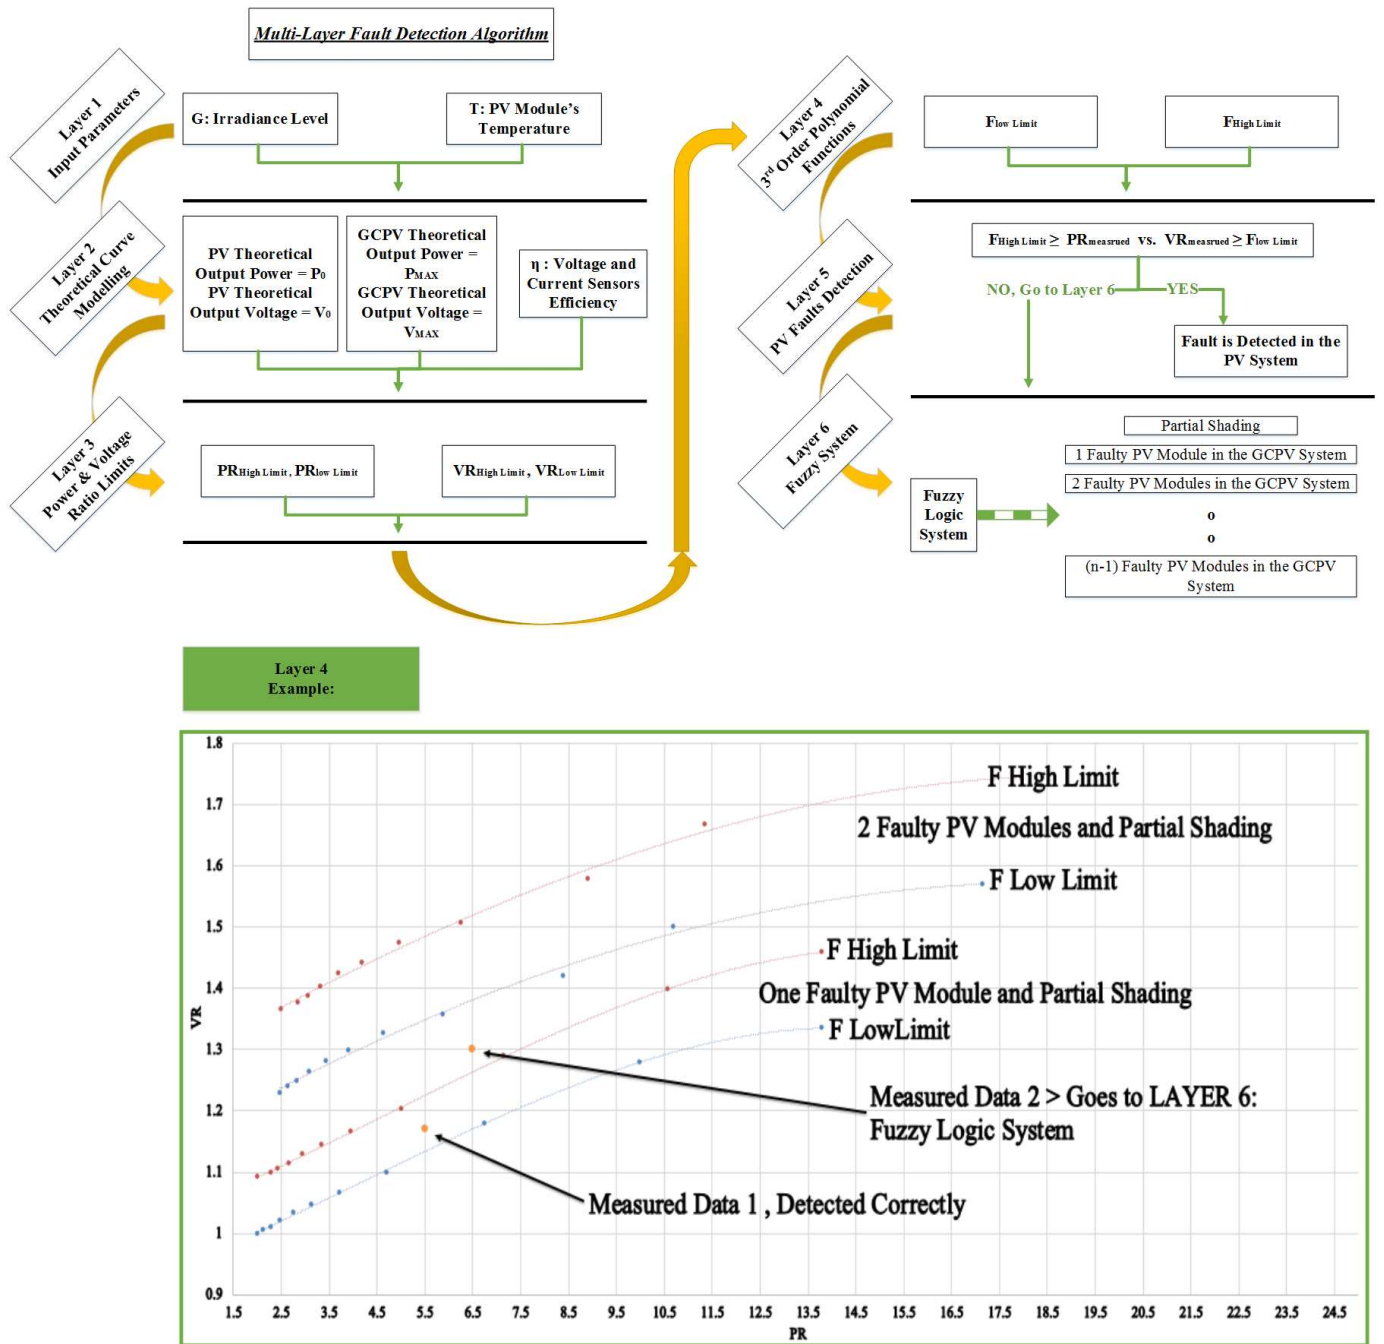 Multi-Layer Fault Detection Algorithm
Layer 1
Input Parameters
G: Irradiance Level
T: PV Module's
Temperature
Layer 2
Theoretical Curve
Modelling
PV Theoretical
Output Power = P0
PV Theoretical
Output Voltage = V0
GCPV Theoretical
Output Power =
PMAX
GCPV Theoretical
Output Voltage =
VMAX
η : Voltage and
Current Sensors
Efficiency
Layer 3
Power & Voltage
Ratio Limits
PRHigh Limit, PRlow Limit
VRHigh Limit, VRLow Limit
Layer 4
3rd Order Polynomial
Functions
Flow Limit
FHigh Limit
Layer 5
PV Faults Detection
FHigh Limit ≥ PRmeasrued vs. VRmeasrued ≥ Flow Limit
NO, Go to Layer 6
YES
Fault is Detected in the
PV System
Layer 6
Fuzzy System
Fuzzy
Logic
System
Partial Shading
1 Faulty PV Module in the GCPV System
2 Faulty PV Modules in the GCPV System
o
o
(n-1) Faulty PV Modules in the GCPV
System
Layer 4
Example:
1.8
1.7
1.6
1.5
1.4
1.3
1.2
1.1
1
0.9
VR
F High Limit
2 Faulty PV Modules and Partial Shading
F Low Limit
F High Limit
One Faulty PV Module and Partial Shading
F LowLimit
Measured Data 2 > Goes to LAYER 6:
Fuzzy Logic System
Measured Data 1 , Detected Correctly
1.5 2.5 3.5 4.5 5.5 6.5 7.5 8.5 9.5 10.5 11.5 12.5 13.5 14.5 15.5 16.5 17.5 18.5 19.5 20.5 21.5 22.5 23.5 24.5
PR